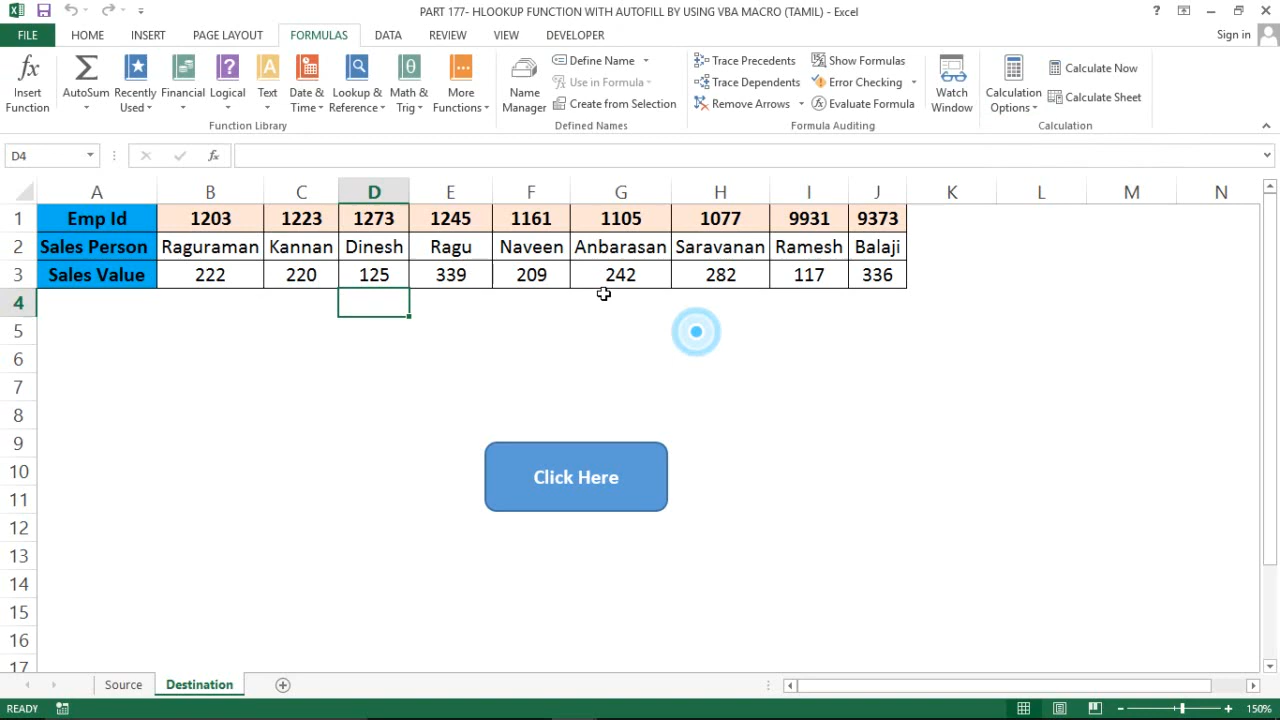 PART 177- HLOOKUP FUNCTION WITH AUTOFILL BY USING VBA MACRO (TAMIL) - Excel
?
FILE HOME INSERT PAGE LAYOUT FORMULAS DATA REVIEW VIEW DEVELOPER Sign in
fx Insert Function
Σ AutoSum
Recently Used
Financial
Logical
Text
Date & Time
Lookup & Reference
Math & Trig
More Functions
Function Library
Name Manager
Define Name
Use in Formula
Create from Selection
Defined Names
Trace Precedents
Trace Dependents
Remove Arrows
Show Formulas
Error Checking
Evaluate Formula
Formula Auditing
Watch Window
Calculation Options
Calculate Now
Calculate Sheet
Calculation
D4 fx
A B C D E F G H I J K L M N
1 Emp Id 1203 1223 1273 1245 1161 1105 1077 9931 9373
2 Sales Person Raguraman Kannan Dinesh Ragu Naveen Anbarasan Saravanan Ramesh Balaji
3 Sales Value 222 220 125 339 209 242 282 117 336
4
5
6
7
8
9
10 Click Here
11
12
13
14
15
16
17
Source Destination
READY 150%